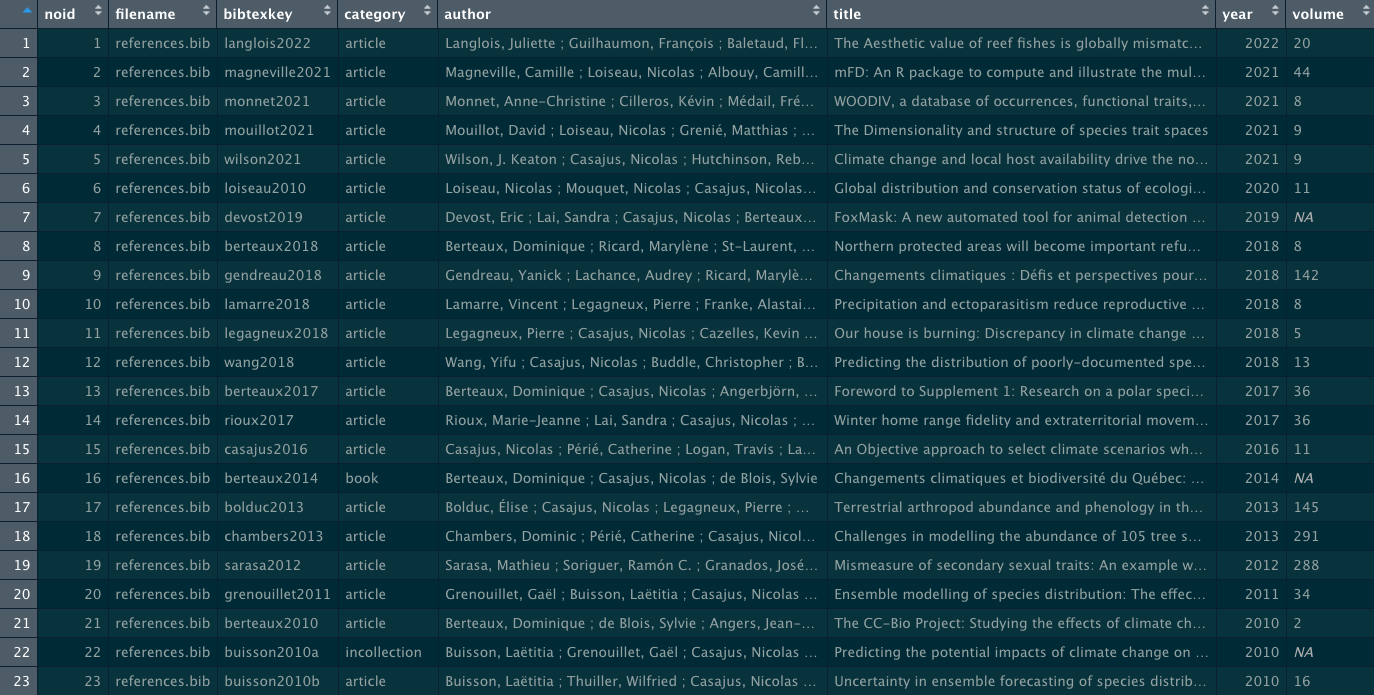 noid filename bibtexkey category author title year volume
1 1 references.bib langlois2022 article Langlois, Juliette ; Guilhaumon, François ; Baletaud, Fl... The Aesthetic value of reef fishes is globally mismatc... 2022 20
2 2 references.bib magneville2021 article Magneville, Camille ; Loiseau, Nicolas ; Albouy, Camill... mFD: An R package to compute and illustrate the mul... 2021 44
3 3 references.bib monnet2021 article Monnet, Anne-Christine ; Cilleros, Kévin ; Médail, Fré... WOODIV, a database of occurrences, functional traits,... 2021 8
4 4 references.bib mouillot2021 article Mouillot, David ; Loiseau, Nicolas ; Grenié, Matthias ; ... The Dimensionality and structure of species trait spaces 2021 9
5 5 references.bib wilson2021 article Wilson, J. Keaton ; Casajus, Nicolas ; Hutchinson, Reb... Climate change and local host availability drive the no... 2021 9
6 6 references.bib loiseau2010 article Loiseau, Nicolas ; Mouquet, Nicolas ; Casajus, Nicolas... Global distribution and conservation status of ecologi... 2020 11
7 7 references.bib devost2019 article Devost, Eric ; Lai, Sandra ; Casajus, Nicolas ; Berteaux... FoxMask: A new automated tool for animal detection ... 2019 NA
8 8 references.bib berteaux2018 article Berteaux, Dominique ; Ricard, Marylène ; St-Laurent, ... Northern protected areas will become important refu... 2018 8
9 9 references.bib gendreau2018 article Gendreau, Yanick ; Lachance, Audrey ; Ricard, Marylè... Changements climatiques : Défis et perspectives pour... 2018 142
10 10 references.bib lamarre2018 article Lamarre, Vincent ; Legagneux, Pierre ; Franke, Alastai... Precipitation and ectoparasitism reduce reproductive ... 2018 8
11 11 references.bib legagneux2018 article Legagneux, Pierre ; Casajus, Nicolas ; Cazelles, Kevin ... Our house is burning: Discrepancy in climate change ... 2018 5
12 12 references.bib wang2018 article Wang, Yifu ; Casajus, Nicolas ; Buddle, Christopher ; B... Predicting the distribution of poorly-documented spe... 2018 13
13 13 references.bib berteaux2017 article Berteaux, Dominique ; Casajus, Nicolas ; Angerbjörn, ... Foreword to Supplement 1: Research on a polar speci... 2017 36
14 14 references.bib rioux2017 article Rioux, Marie-Jeanne ; Lai, Sandra ; Casajus, Nicolas ; ... Winter home range fidelity and extraterritorial movem... 2017 36
15 15 references.bib casajus2016 article Casajus, Nicolas ; Périé, Catherine ; Logan, Travis ; La... An Objective approach to select climate scenarios wh... 2016 11
16 16 references.bib berteaux2014 book Berteaux, Dominique ; Casajus, Nicolas ; de Blois, Sylvie Changements climatiques et biodiversité du Québec: ... 2014 NA
17 17 references.bib bolduc2013 article Bolduc, Élise ; Casajus, Nicolas ; Legagneux, Pierre ; ... Terrestrial arthropod abundance and phenology in th... 2013 145
18 18 references.bib chambers2013 article Chambers, Dominic ; Périé, Catherine ; Casajus, Nicol... Challenges in modelling the abundance of 105 tree s... 2013 291
19 19 references.bib sarasa2012 article Sarasa, Mathieu ; Soriguer, Ramón C. ; Granados, José... Mismeasure of secondary sexual traits: An example w... 2012 288
20 20 references.bib grenouillet2011 article Grenouillet, Gaël ; Buisson, Laëtitia ; Casajus, Nicolas ... Ensemble modelling of species distribution: The effec... 2011 34
21 21 references.bib berteaux2010 article Berteaux, Dominique ; de Blois, Sylvie ; Angers, Jean-... The CC-Bio Project: Studying the effects of climate ch... 2010 2
22 22 references.bib buisson2010a incollection Buisson, Laëtitia ; Grenouillet, Gaël ; Casajus, Nicolas ... Predicting the potential impacts of climate change on ... 2010 NA
23 23 references.bib buisson2010b article Buisson, Laëtitia ; Thuiller, Wilfried ; Casajus, Nicolas ... Uncertainty in ensemble forecasting of species distrib... 2010 16